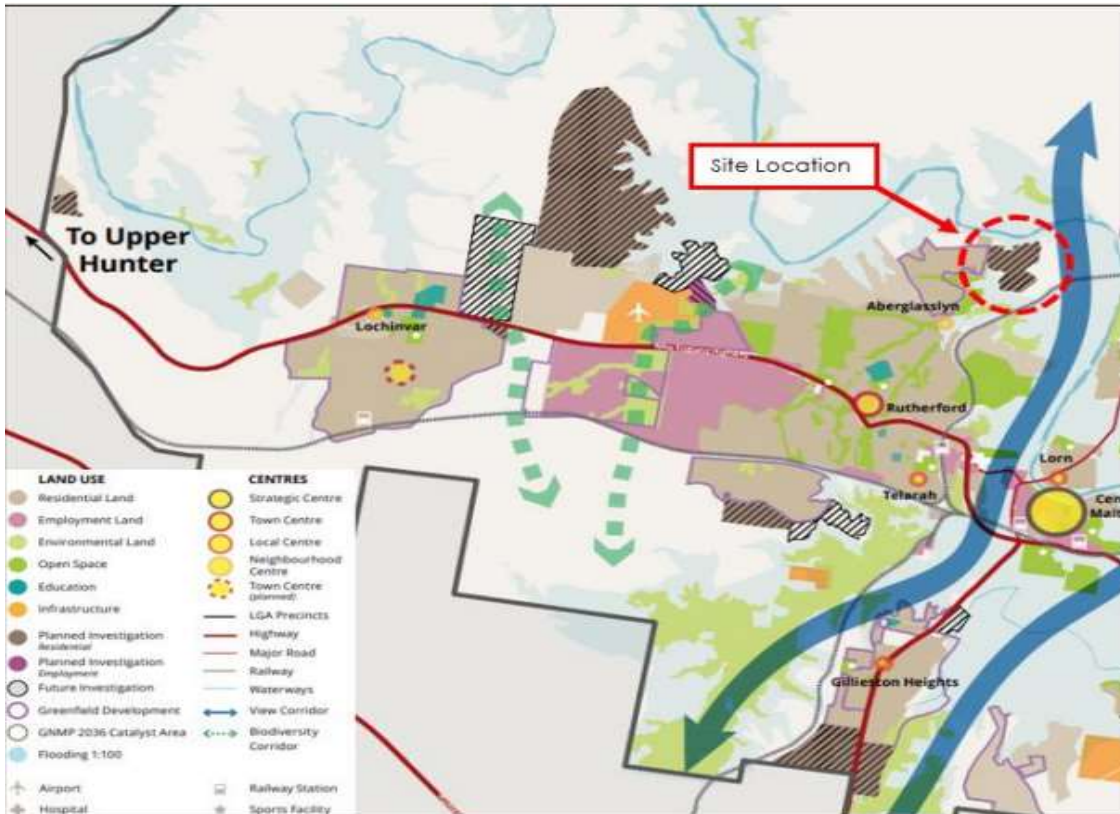 Site Location
To Upper
Hunter
Lochinvar
Aberglasslyn
Rutherford
Lorn
Telarah
Gillieston Heights
LAND USE
Residential Land
Employment Land
Environmental Land
Open Space
Education
Infrastructure
Planned Investigation
Residential
Planned Investigation
Employment
Future Investigation
Greenfield Development
GNMP 2036 Catalyst Area
Flooding 1:100
Airport
Hospital
CENTRES
Strategic Centre
Town Centre
Local Centre
Neighbourhood
Centre
Town Centre
(planned)
LGA Precincts
Highway
Major Road
Railway
Waterways
View Corridor
Biodiversity
Corridor
Railway Station
Sports Facility